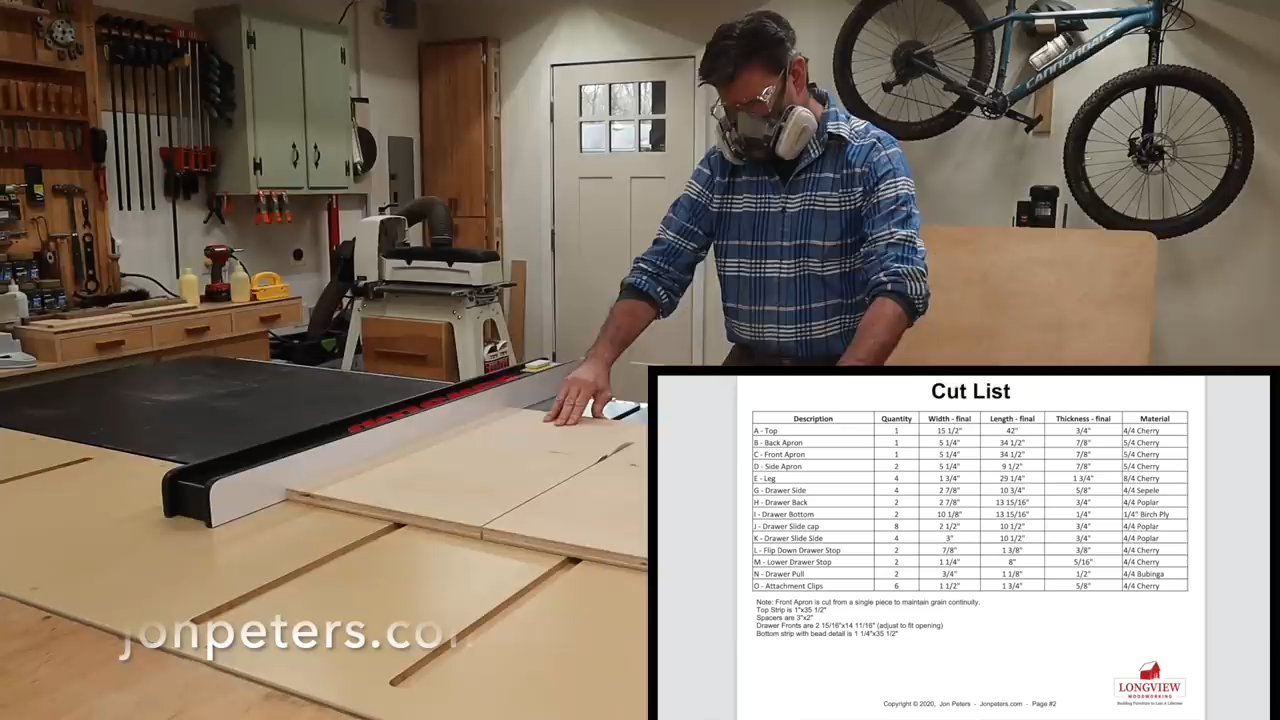 cannondale
jonpeters.co
Cut List
Description Quantity Width - final Length - final Thickness - final Material
A - Top 1 15 1/2" 42" 3/4" 4/4 Cherry
B - Back Apron 1 5 1/4" 34 1/2" 7/8" 5/4 Cherry
C - Front Apron 1 5 1/4" 34 1/2" 7/8" 5/4 Cherry
D - Side Apron 2 5 1/4" 9 1/2" 7/8" 5/4 Cherry
E - Leg 4 1 3/4" 29 1/4" 1 3/4" 8/4 Cherry
G - Drawer Side 4 2 7/8" 10 3/4" 5/8" 4/4 Sepele
H - Drawer Back 2 2 7/8" 13 15/16" 3/4" 4/4 Poplar
I - Drawer Bottom 2 10 1/8" 13 15/16" 1/4" 1/4" Birch Ply
J - Drawer Slide cap 8 2 1/2" 10 1/2" 3/4" 4/4 Poplar
K - Drawer Slide Side 4 3" 10 1/2" 3/4" 4/4 Poplar
L - Flip Down Drawer Stop 2 7/8" 1 3/8" 3/8" 4/4 Cherry
M - Lower Drawer Stop 2 1 1/4" 8" 5/16" 4/4 Cherry
N - Drawer Pull 2 3/4" 1 1/8" 1/2" 4/4 Bubinga
O - Attachment Clips 6 1 1/2" 1 3/4" 5/8" 4/4 Cherry
Note: Front Apron is cut from a single piece to maintain grain continuity.
Top Strip is 1"x35 1/2"
Spacers are 3"x2"
Drawer Fronts are 2 15/16"x14 11/16" (adjust to fit opening)
Bottom strip with bead detail is 1 1/4"x35 1/2"
LONGVIEW
WOODWORKING
Building Furniture to Last A Lifetime
Copyright © 2020, Jon Peters - Jonpeters.com - Page #2